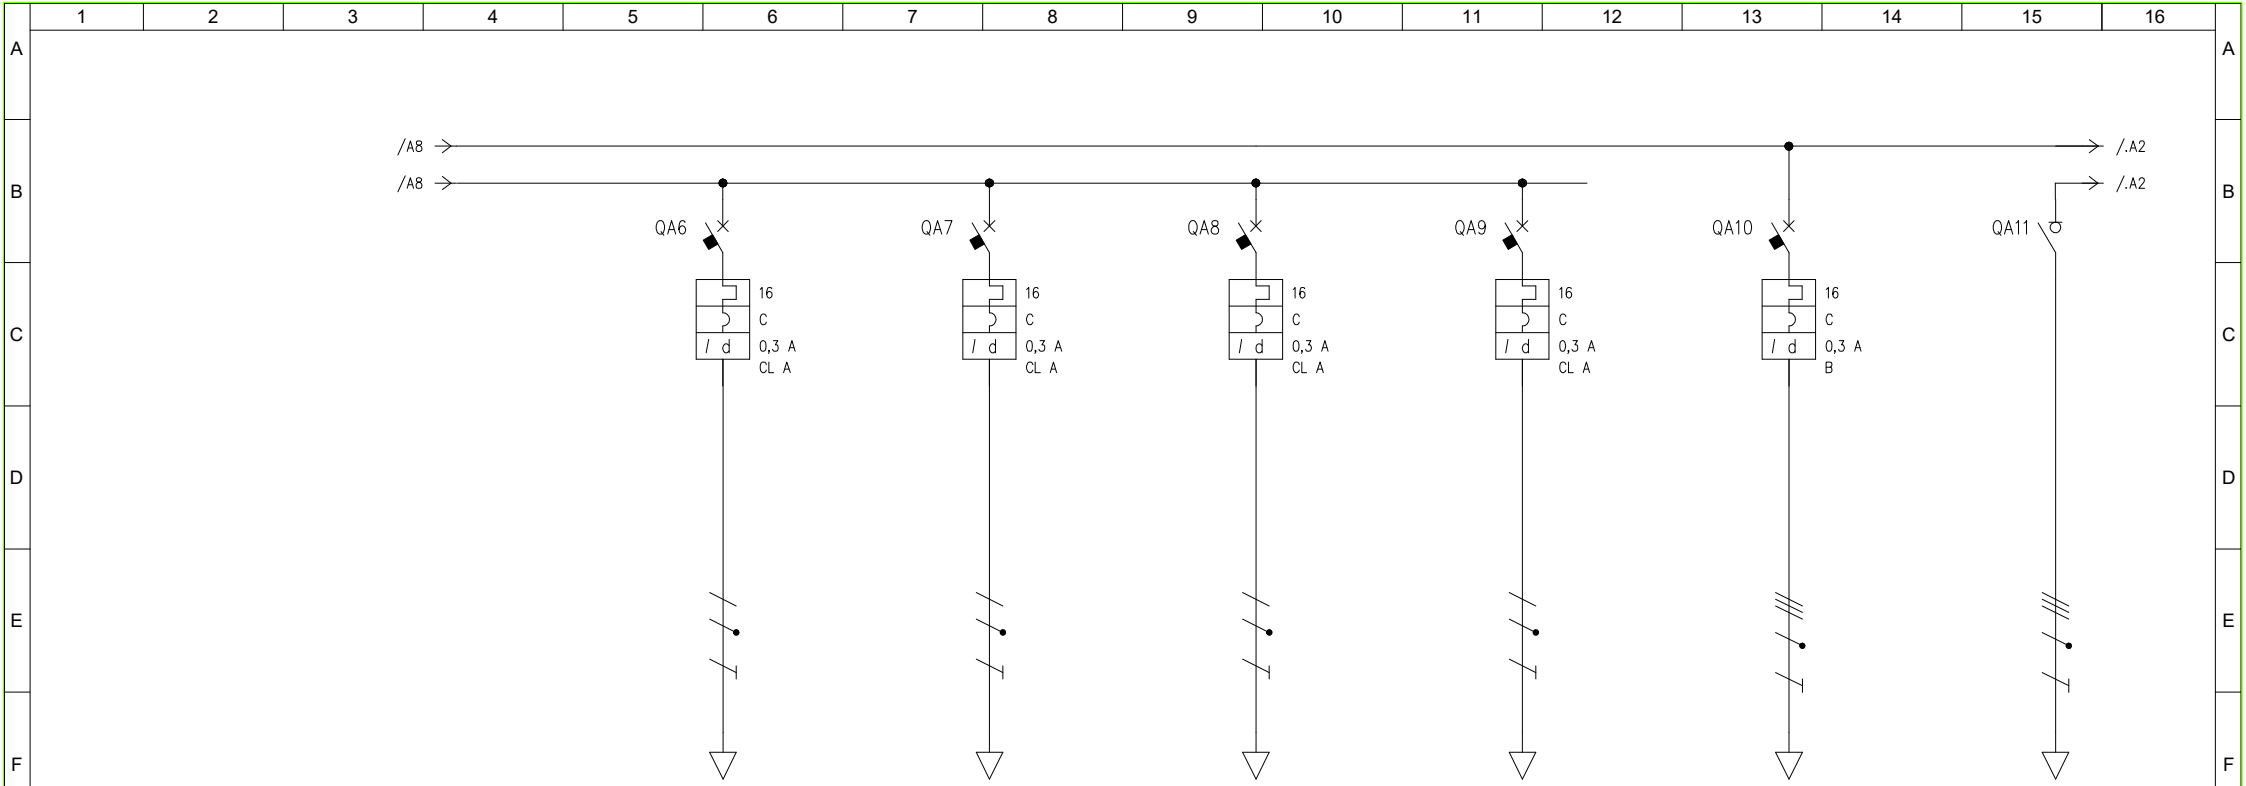 1 2 3 4 5 6 7 8 9 10 11 12 13 14 15 16
A A
/A8 /.A2
B /A8 /.A2 B
QA6 QA7 QA8 QA9 QA10 QA11
16 16 16 16 16
C C C C C
C C
I d 0,3 A I d 0,3 A I d 0,3 A I d 0,3 A I d 0,3 A
CL A CL A CL A CL A B
D D
E E
F F